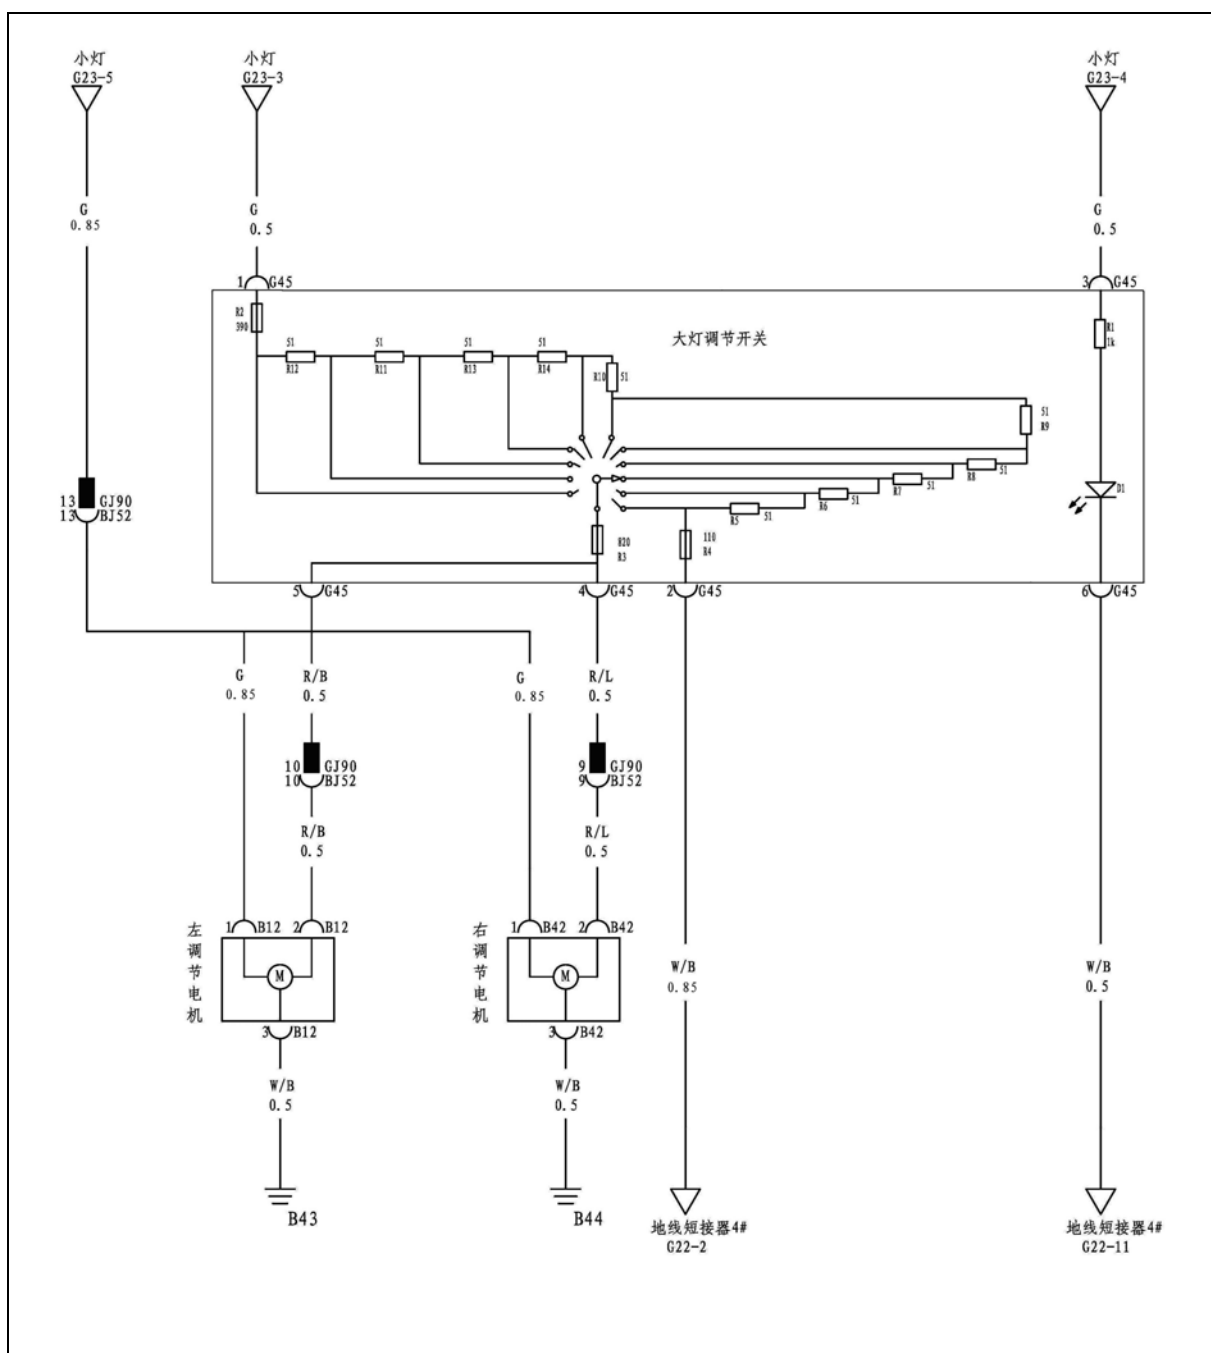 小灯
G23-5
小灯
G23-3
小灯
G23-4
G
0.85
G
0.5
G
0.5
1
G45
3
G45
R2
390
大灯调节开关
R1
1k
51
R12
51
R11
51
R13
51
R14
R10
51
51
R9
51
R8
51
R7
51
R6
51
R5
D1
820
R3
110
R4
13
GJ90
13
BJ52
5
G45
4
G45
2
G45
6
G45
G
0.85
R/B
0.5
G
0.85
R/L
0.5
10
GJ90
10
BJ52
9
GJ90
9
BJ52
R/B
0.5
R/L
0.5
左调节电机
1
B12
2
B12
M
3
B12
右调节电机
1
B42
2
B42
M
3
B42
W/B
0.85
W/B
0.5
W/B
0.5
W/B
0.5
B43
B44
地线短接器4#
G22-2
地线短接器4#
G22-11